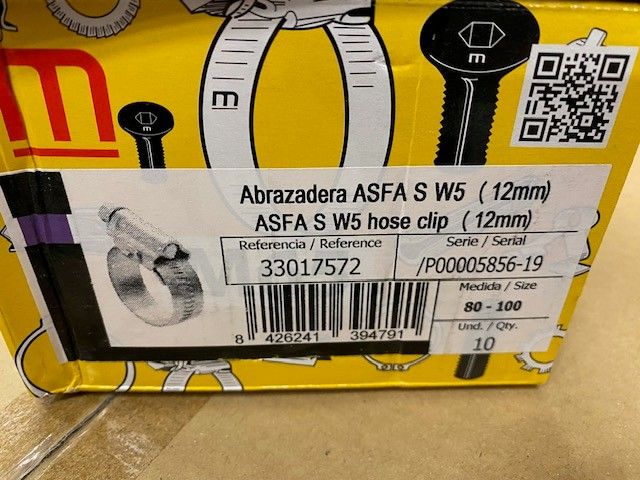 m
m
m
m
Abrazadera ASFA S W5 (12mm)
ASFA S W5 hose clip (12mm)
Referencia / Reference
33017572
Serie / Serial
/P00005856-19
Medida / Size
80 - 100
Und. / Qty.
10
8 426241 394791